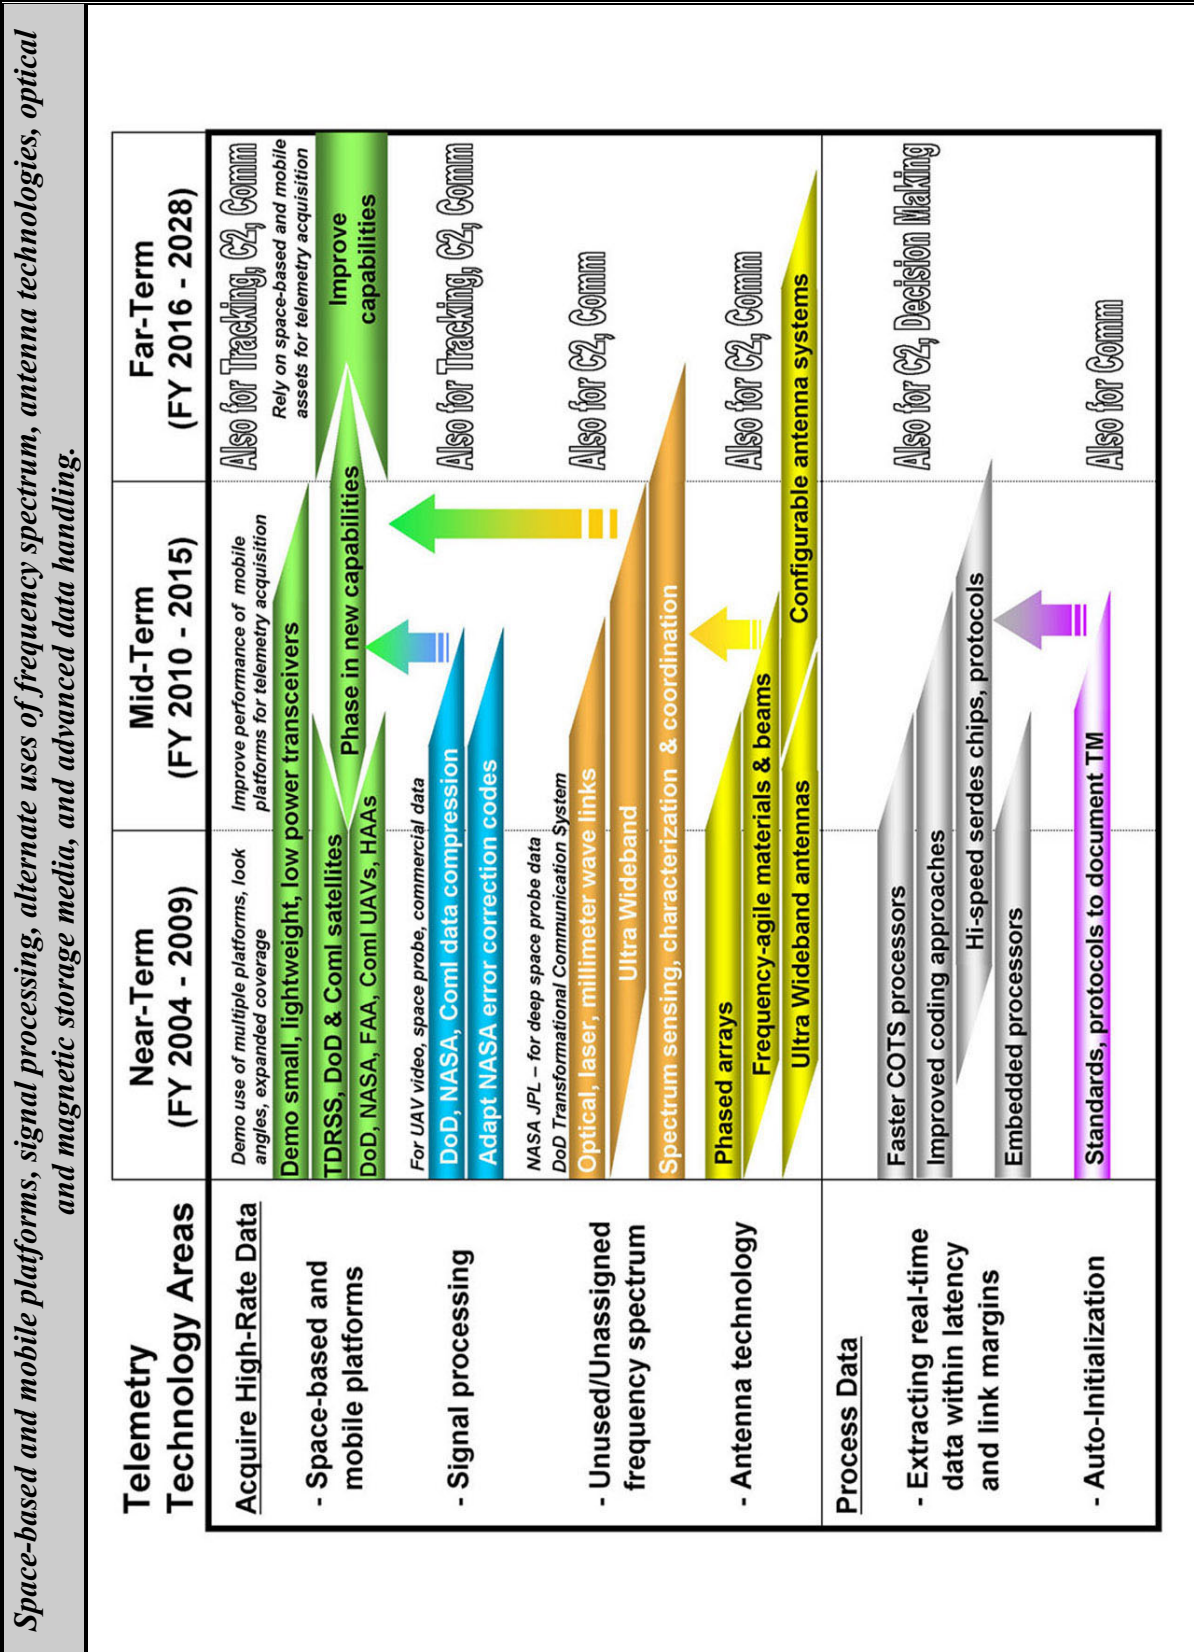 Space-based and mobile platforms, signal processing, alternate uses of frequency spectrum, antenna technologies, optical
and magnetic storage media, and advanced data handling.
Telemetry
Technology Areas
Near-Term
(FY 2004 - 2009)
Mid-Term
(FY 2010 - 2015)
Far-Term
(FY 2016 - 2028)
Acquire High-Rate Data
- Space-based and
mobile platforms
Demo use of multiple platforms, look
angles, expanded coverage
Improve performance of mobile
platforms for telemetry acquisition
Also for Tracking, C2, Comm
Rely on space-based and mobile
assets for telemetry acquisition
Demo small, lightweight, low power transceivers
TDRSS, DoD & Coml satellites
DoD, NASA, FAA, Coml UAVs, HAAs
Phase in new capabilities
Improve
capabilities
- Signal processing
For UAV video, space probe, commercial data
DoD, NASA, Coml data compression
Adapt NASA error correction codes
Also for Tracking, C2, Comm
- Unused/Unassigned
frequency spectrum
NASA JPL – for deep space probe data
DoD Transformational Communication System
Optical, laser, millimeter wave links
Ultra Wideband
Spectrum sensing, characterization & coordination
Also for C2, Comm
- Antenna technology
Phased arrays
Frequency-agile materials & beams
Ultra Wideband antennas
Configurable antenna systems
Also for C2, Comm
Process Data
- Extracting real-time
data within latency
and link margins
Faster COTS processors
Improved coding approaches
Hi-speed serdes chips, protocols
Embedded processors
Also for C2, Decision Making
- Auto-Initialization
Standards, protocols to document TM
Also for Comm